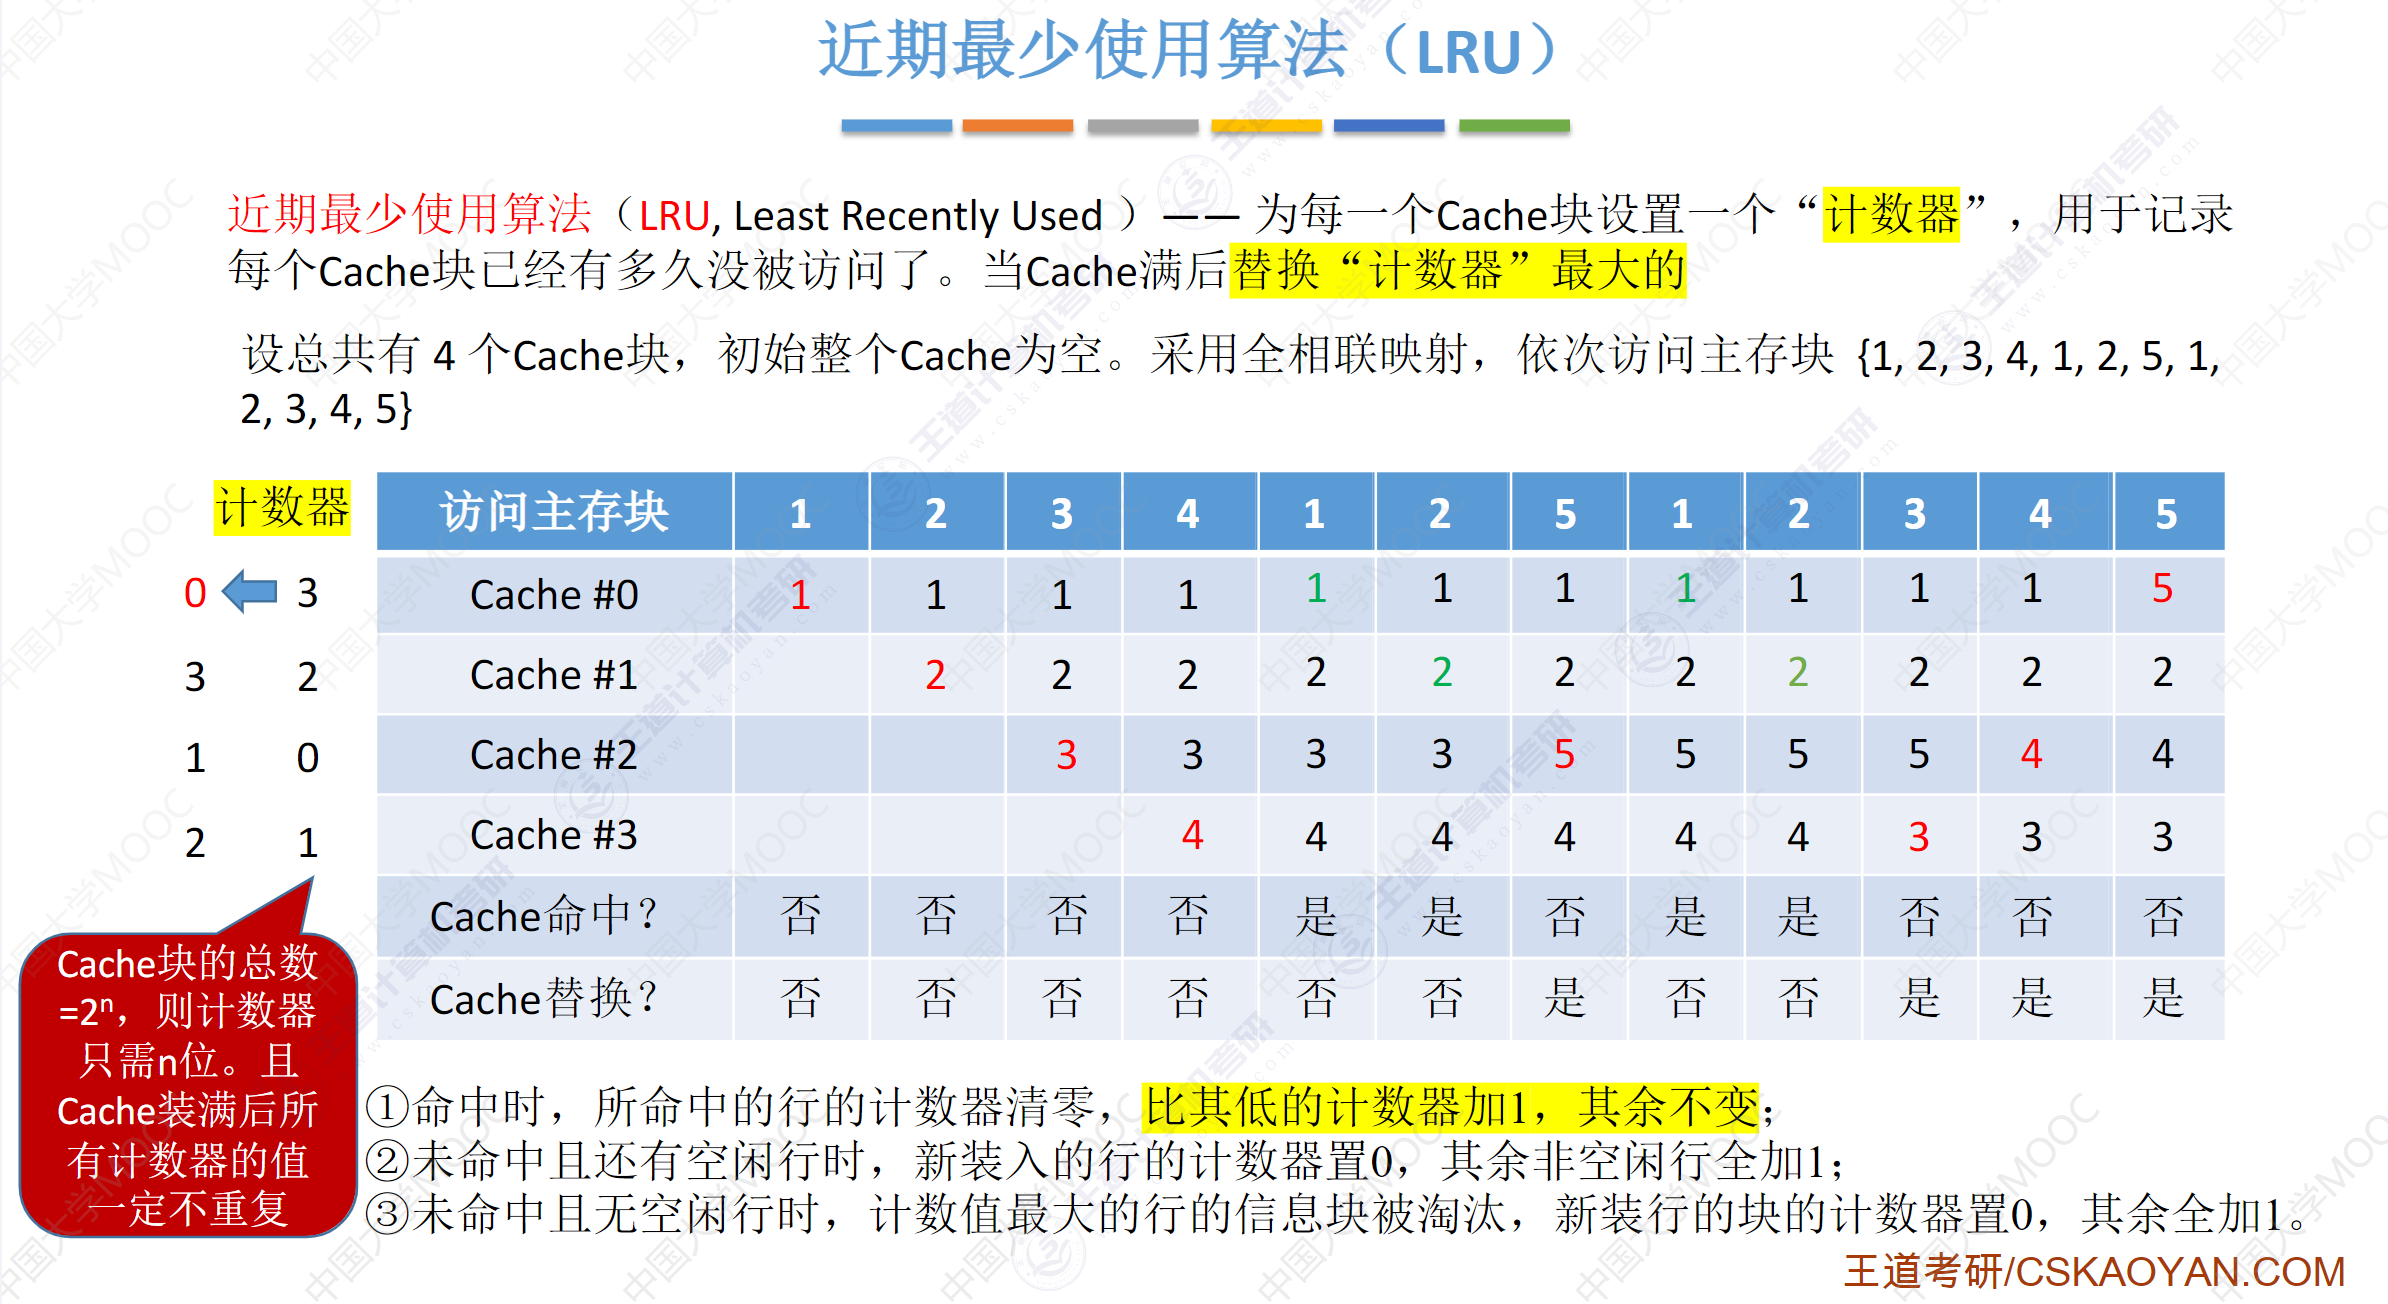 近期最少使用算法（LRU）
近期最少使用算法（LRU, Least Recently Used ）—— 为每一个Cache块设置一个“计数器”，用于记录
每个Cache块已经有多久没被访问了。当Cache满后替换“计数器”最大的
设总共有 4 个Cache块，初始整个Cache为空。采用全相联映射，依次访问主存块 {1, 2, 3, 4, 1, 2, 5, 1,
2, 3, 4, 5}
计数器 访问主存块 1 2 3 4 1 2 5 1 2 3 4 5
0 3 Cache #0 1 1 1 1 1 1 1 1 1 1 1 5
3 2 Cache #1 2 2 2 2 2 2 2 2 2 2 2
1 0 Cache #2 3 3 3 3 5 5 5 5 4 4
2 1 Cache #3 4 4 4 4 4 4 3 3 3
Cache命中？ 否 否 否 否 是 是 否 是 是 否 否 否
Cache替换？ 否 否 否 否 否 否 是 否 否 是 是 是
Cache块的总数
=2ⁿ，则计数器
只需n位。且
Cache装满后所
有计数器的值
一定不重复
①命中时，所命中的行的计数器清零，比其低的计数器加1，其余不变；
②未命中且还有空闲行时，新装入的行的计数器置0，其余非空闲行全加1；
③未命中且无空闲行时，计数值最大的行的信息块被淘汰，新装行的块的计数器置0，其余全加1。
王道考研/CSKAOYAN.COM